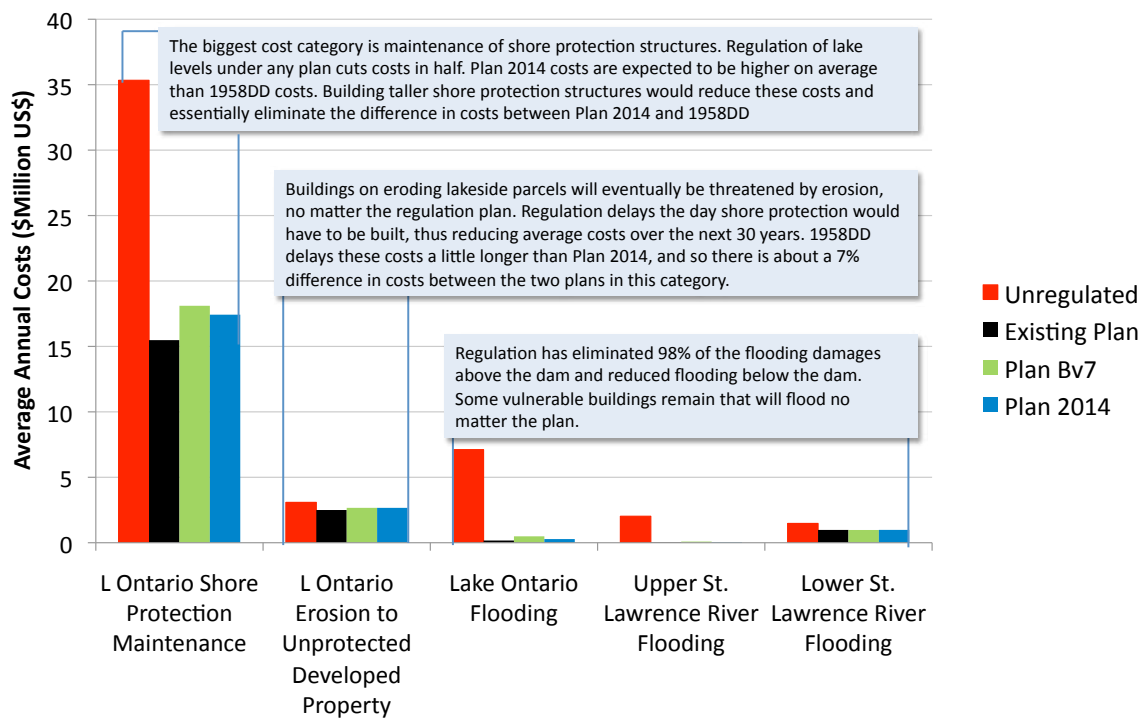 40
35
30
25
20
15
10
5
0
Average Annual Costs ($Million US$)
The biggest cost category is maintenance of shore protection structures. Regulation of lake
levels under any plan cuts costs in half. Plan 2014 costs are expected to be higher on average
than 1958DD costs. Building taller shore protection structures would reduce these costs and
essentially eliminate the difference in costs between Plan 2014 and 1958DD
Buildings on eroding lakeside parcels will eventually be threatened by erosion,
no matter the regulation plan. Regulation delays the day shore protection would
have to be built, thus reducing average costs over the next 30 years. 1958DD
delays these costs a little longer than Plan 2014, and so there is about a 7%
difference in costs between the two plans in this category.
Regulation has eliminated 98% of the flooding damages
above the dam and reduced flooding below the dam.
Some vulnerable buildings remain that will flood no
matter the plan.
Unregulated
Existing Plan
Plan Bv7
Plan 2014
L Ontario Shore
Protection
Maintenance
L Ontario
Erosion to
Unprotected
Developed
Property
Lake Ontario
Flooding
Upper St.
Lawrence River
Flooding
Lower St.
Lawrence River
Flooding